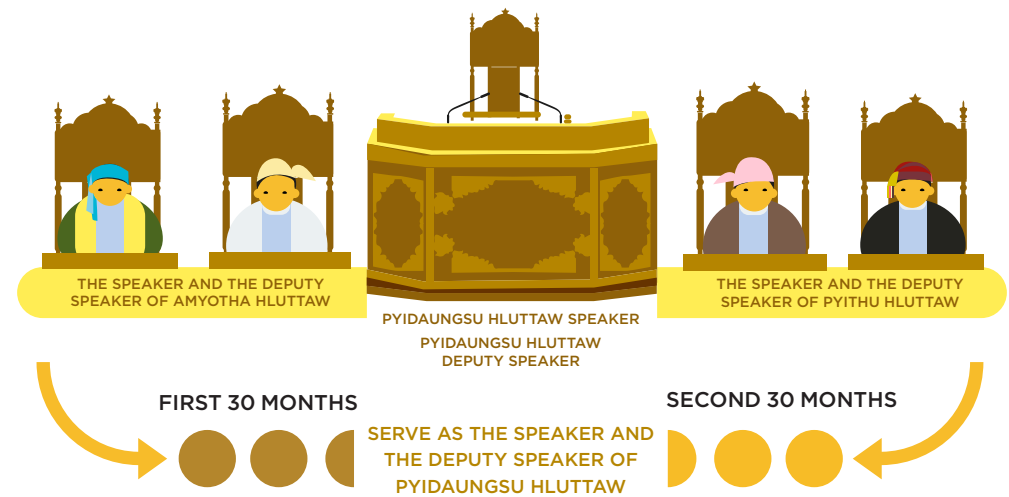 THE SPEAKER AND THE DEPUTY
SPEAKER OF AMYOTHA HLUTTAW
THE SPEAKER AND THE DEPUTY
SPEAKER OF PYITHU HLUTTAW
PYIDAUNGSU HLUTTAW SPEAKER
PYIDAUNGSU HLUTTAW
DEPUTY SPEAKER
FIRST 30 MONTHS
SECOND 30 MONTHS
SERVE AS THE SPEAKER AND
THE DEPUTY SPEAKER OF
PYIDAUNGSU HLUTTAW